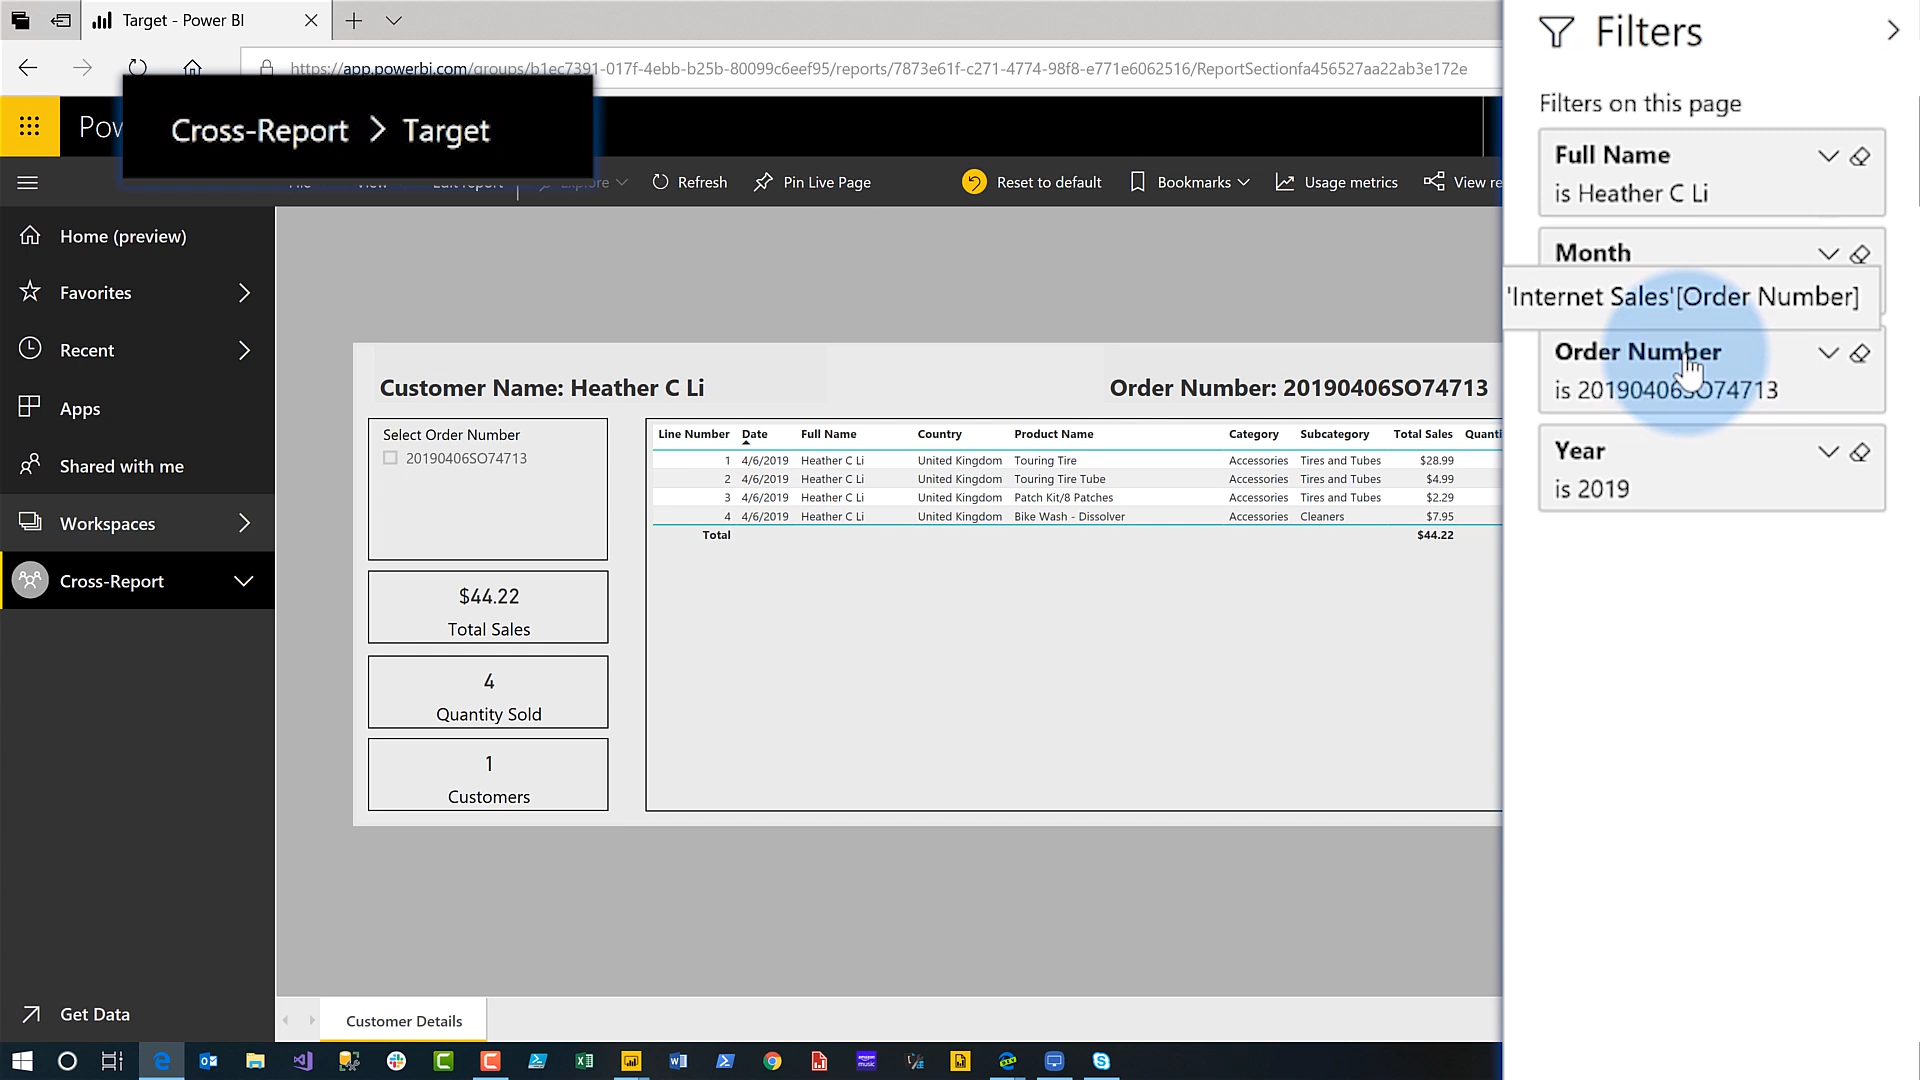 Target - Power BI
https://app.powerbi.com/groups/b1ec7391-017f-4ebb-b25b-80099c6eef95/reports/7873e61f-c271-4774-98f8-e771e6062516/ReportSectionfa456527aa22ab3e172e
Pow
Cross-Report > Target
File View Edit report Explore Refresh Pin Live Page Reset to default Bookmarks Usage metrics View re
Home (preview)
Favorites
Recent
Apps
Shared with me
Workspaces
Cross-Report
Get Data
Customer Name: Heather C Li
Order Number: 20190406SO74713
Select Order Number
20190406SO74713
$44.22
Total Sales
4
Quantity Sold
1
Customers
Line Number Date Full Name Country Product Name Category Subcategory Total Sales Quanti
1 4/6/2019 Heather C Li United Kingdom Touring Tire Accessories Tires and Tubes $28.99
2 4/6/2019 Heather C Li United Kingdom Touring Tire Tube Accessories Tires and Tubes $4.99
3 4/6/2019 Heather C Li United Kingdom Patch Kit/8 Patches Accessories Tires and Tubes $2.29
4 4/6/2019 Heather C Li United Kingdom Bike Wash - Dissolver Accessories Cleaners $7.95
Total $44.22
Customer Details
Filters
Filters on this page
Full Name
is Heather C Li
Month
'Internet Sales'[Order Number]
Order Number
is 20190406SO74713
Year
is 2019